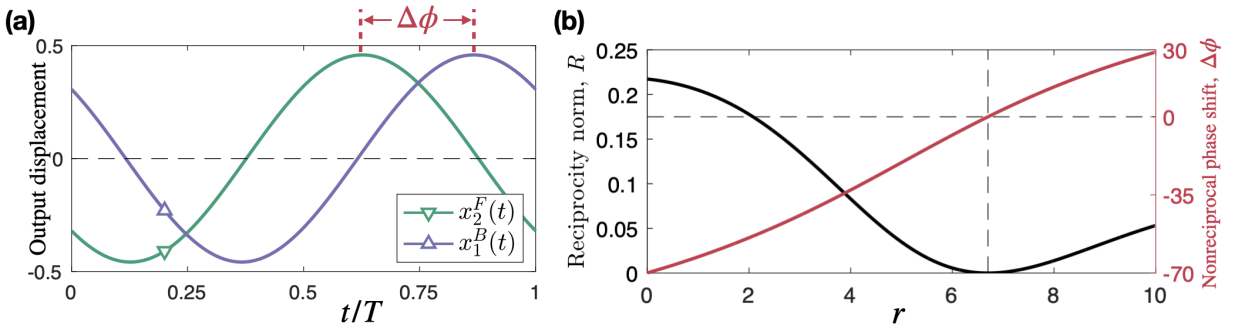 (a)
Δϕ
Output displacement
0.5
0
-0.5
0
0.25
0.5
0.75
1
t/T
x₂ᶠ(t)
x₁ᴮ(t)
(b)
Reciprocity norm, R
0.25
0.2
0.15
0.1
0.05
0
0
2
4
6
8
10
r
30
0
-35
-70
Nonreciprocal phase shift, Δϕ